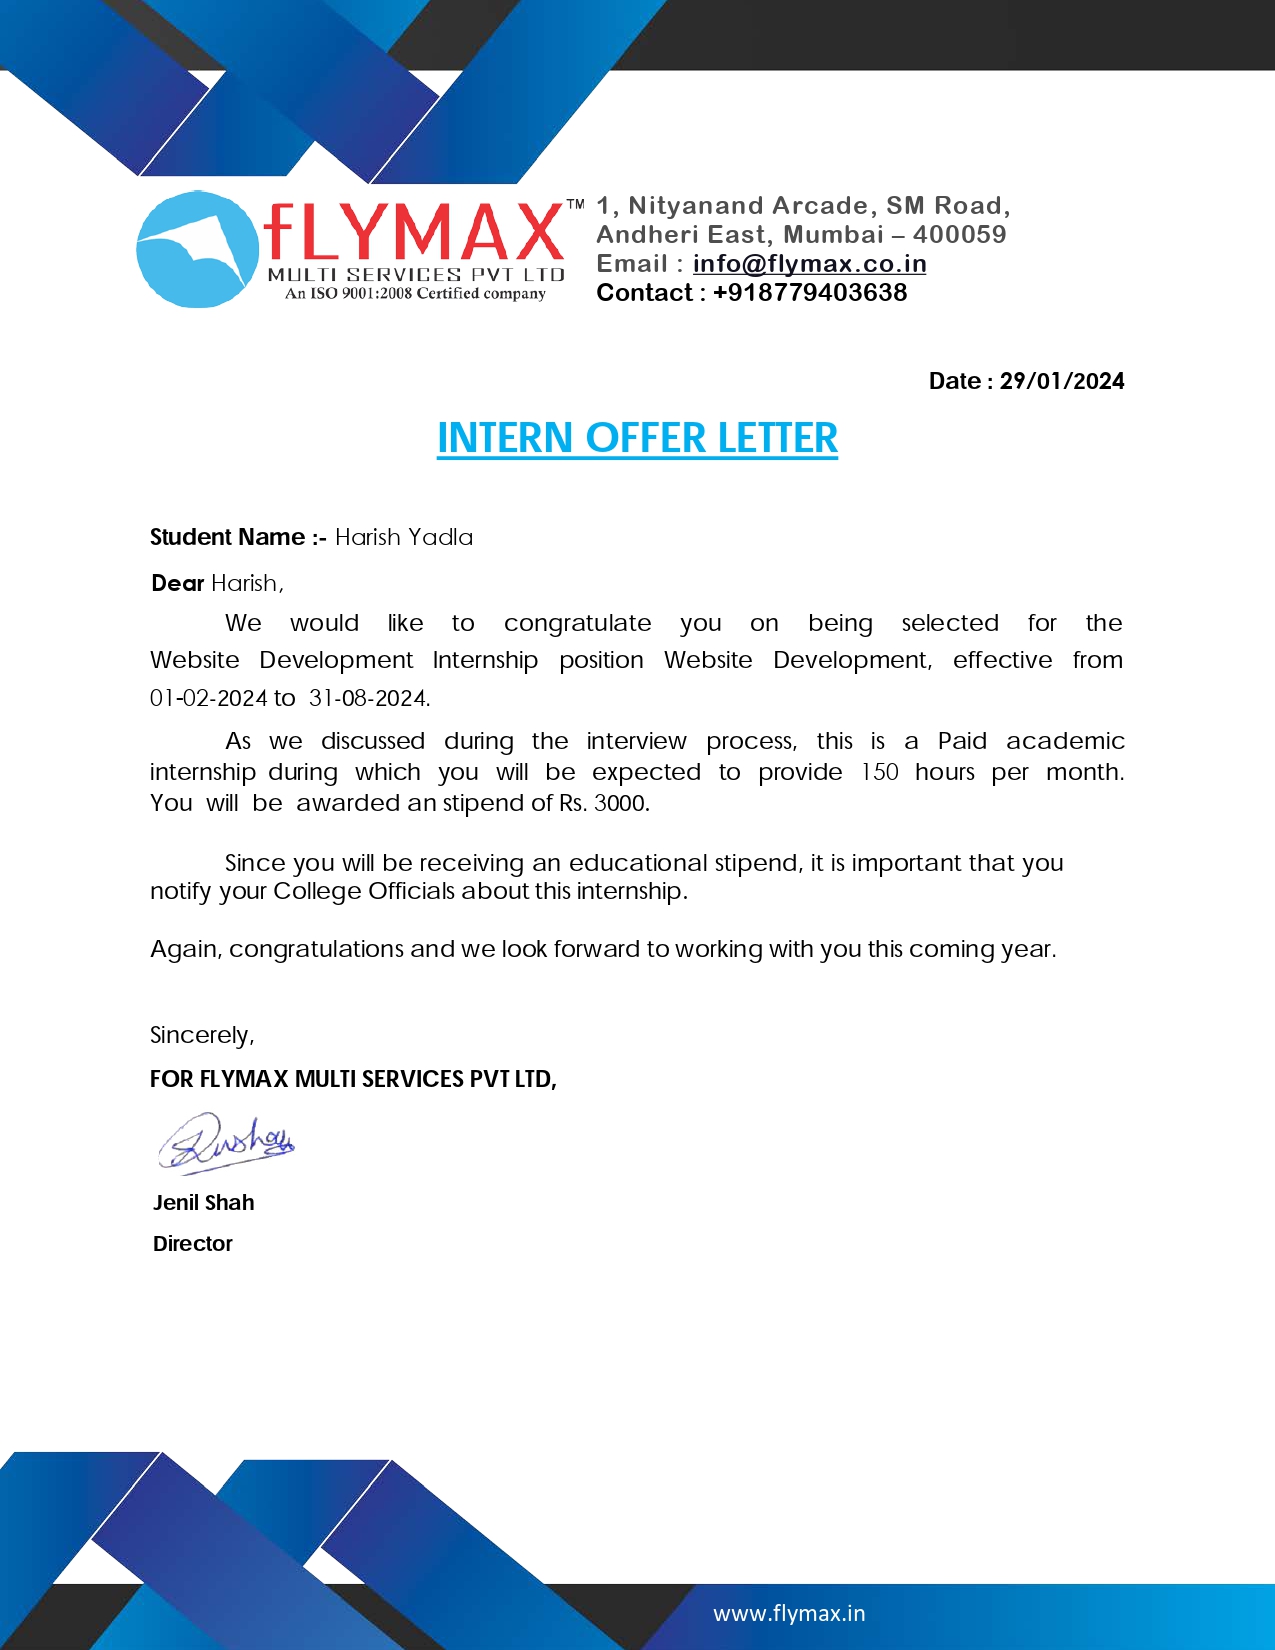 fLYMAX™
MULTI SERVICES PVT LTD
An ISO 9001:2008 Certified company
1, Nityanand Arcade, SM Road,
Andheri East, Mumbai – 400059
Email : info@flymax.co.in
Contact : +918779403638
Date : 29/01/2024
INTERN OFFER LETTER
Student Name :- Harish Yadla
Dear Harish,
We would like to congratulate you on being selected for the
Website Development Internship position Website Development, effective from
01-02-2024 to 31-08-2024.
As we discussed during the interview process, this is a Paid academic
internship during which you will be expected to provide 150 hours per month.
You will be awarded an stipend of Rs. 3000.
Since you will be receiving an educational stipend, it is important that you
notify your College Officials about this internship.
Again, congratulations and we look forward to working with you this coming year.
Sincerely,
FOR FLYMAX MULTI SERVICES PVT LTD,
Jenil Shah
Director
www.flymax.in